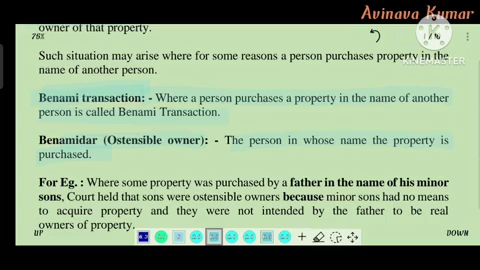 Avinava Kumar
owner of that property.
76%
KINEMASTER
Such situation may arise where for some reasons a person purchases property in the
name of another person.
Benami transaction: - Where a person purchases a property in the name of another
person is called Benami Transaction.
Benamidar (Ostensible owner): - The person in whose name the property is
purchased.
For Eg. : Where some property was purchased by a father in the name of his minor
sons, Court held that sons were ostensible owners because minor sons had no means
to acquire property and they were not intended by the father to be real
owners of property.
UP
DOWN